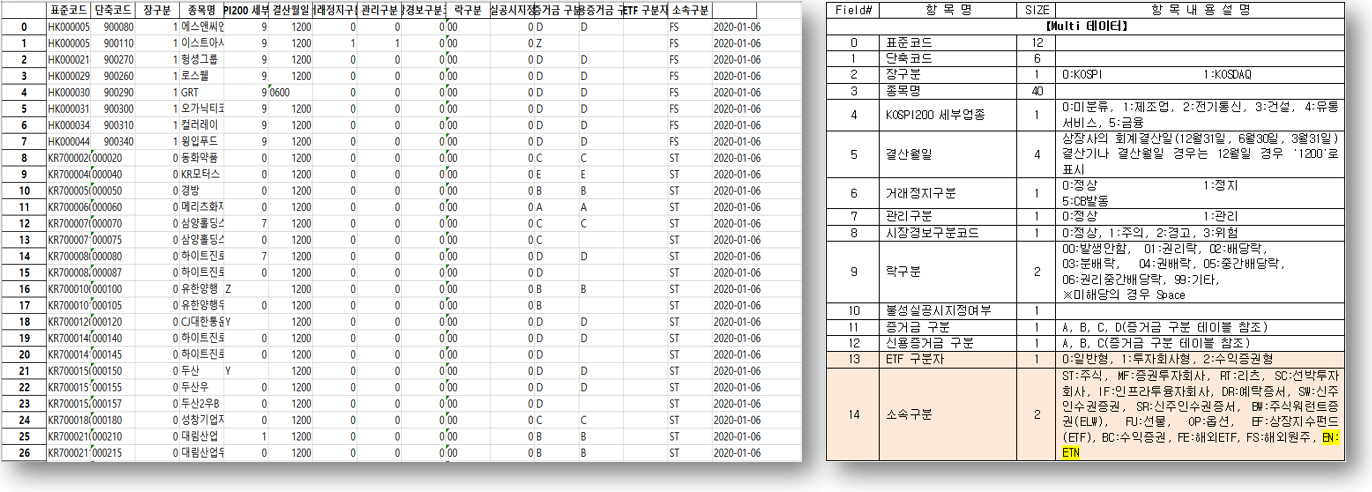 표준코드 단축코드 장구분 종목명 PI200 세부 결산월일 래정지구 관리구분 경보구분 락구분 실공시지정 증거금 구분 용증거금 구 ETF 구분자 소속구분
0 HK000005 900080 1 에스앤씨엔 9 1200 0 0 0 00 0 D D FS 2020-01-06
1 HK000005 900110 1 이스트아시 9 1200 1 1 0 00 0 Z FS 2020-01-06
2 HK000021 900270 1 헝셩그룹 9 1200 0 0 0 00 0 D D FS 2020-01-06
3 HK000029 900260 1 로스웰 9 1200 0 0 0 00 0 D D FS 2020-01-06
4 HK000030 900290 1 GRT 9 0600 0 0 0 00 0 D D FS 2020-01-06
5 HK000031 900300 1 오가닉티코 9 1200 0 0 0 00 0 D D FS 2020-01-06
6 HK000034 900310 1 컬러레이 9 1200 0 0 0 00 0 D D FS 2020-01-06
7 HK000044 900340 1 윙입푸드 9 1200 0 0 0 00 0 D D FS 2020-01-06
8 KR700002 000020 0 동화약품 0 1200 0 0 0 00 0 C C ST 2020-01-06
9 KR700004 000040 0 KR모터스 0 1200 0 0 0 00 0 E E ST 2020-01-06
10 KR700005 000050 0 경방 0 1200 0 0 0 00 0 B B ST 2020-01-06
11 KR700006 000060 0 메리츠화재 0 1200 0 0 0 00 0 A A ST 2020-01-06
12 KR700007 000070 0 삼양홀딩스 7 1200 0 0 0 00 0 C C ST 2020-01-06
13 KR700007 000075 0 삼양홀딩스 0 1200 0 0 0 00 0 C ST 2020-01-06
14 KR700008 000080 0 하이트진로 7 1200 0 0 0 00 0 D D ST 2020-01-06
15 KR700008 000087 0 하이트진로 0 1200 0 0 0 00 0 D ST 2020-01-06
16 KR700010 000100 0 유한양행 Z 1200 0 0 0 00 0 B B ST 2020-01-06
17 KR700010 000105 0 유한양행우 0 1200 0 0 0 00 0 B ST 2020-01-06
18 KR700012 000120 0 CJ대한통운 Y 1200 0 0 0 00 0 D D ST 2020-01-06
19 KR700014 000140 0 하이트진로 0 1200 0 0 0 00 0 D D ST 2020-01-06
20 KR700014 000145 0 하이트진로 0 1200 0 0 0 00 0 D ST 2020-01-06
21 KR700015 000150 0 두산 Y 1200 0 0 0 00 0 D D ST 2020-01-06
22 KR700015 000155 0 두산우 0 1200 0 0 0 00 0 D D ST 2020-01-06
23 KR700015 000157 0 두산2우B 0 1200 0 0 0 00 0 D ST 2020-01-06
24 KR700018 000180 0 성창기업지 0 1200 0 0 0 00 0 C C ST 2020-01-06
25 KR700021 000210 0 대림산업 1 1200 0 0 0 00 0 B B ST 2020-01-06
26 KR700021 000215 0 대림산업우 0 1200 0 0 0 00 0 B B ST 2020-01-06
Field# 항 목 명 SIZE 항 목 내 용 설 명
【Multi 데이터】
0 표준코드 12
1 단축코드 6
2 장구분 1 0:KOSPI 1:KOSDAQ
3 종목명 40
4 KOSPI200 세부업종 1 0:미분류, 1:제조업, 2:전기통신, 3:건설, 4:유통
서비스, 5:금융
5 결산월일 4 상장사의 회계결산일(12월31일, 6월30일, 3월31일)
결산기나 결산월일 경우는 12월일 경우 '1200'로
표시
6 거래정지구분 1 0:정상 1:정지
5:CB발동
7 관리구분 1 0:정상 1:관리
8 시장경보구분코드 1 0:정상, 1:주의, 2:경고, 3:위험
9 락구분 2 00:발생안함, 01:권리락, 02:배당락,
03:분배락, 04:권배락, 05:중간배당락,
06:권리중간배당락, 99:기타,
※미해당의 경우 Space
10 불성실공시지정여부 1
11 증거금 구분 1 A, B, C, D(증거금 구분 테이블 참조)
12 신용증거금 구분 1 A, B, C(증거금 구분 테이블 참조)
13 ETF 구분자 1 0:일반형, 1:투자회사형, 2:수익증권형
14 소속구분 2 ST:주식, MF:증권투자회사, RT:리츠, SC:선박투자
회사, IF:인프라투융자회사, DR:예탁증서, SW:신주
인수권증권, SR:신주인수권증서, BW:주식워런트증
권(ELW), FU:선물, OP:옵션, EF:상장지수펀드
(ETF), BC:수익증권, FE:해외ETF, FS:해외원주, EN:
ETN